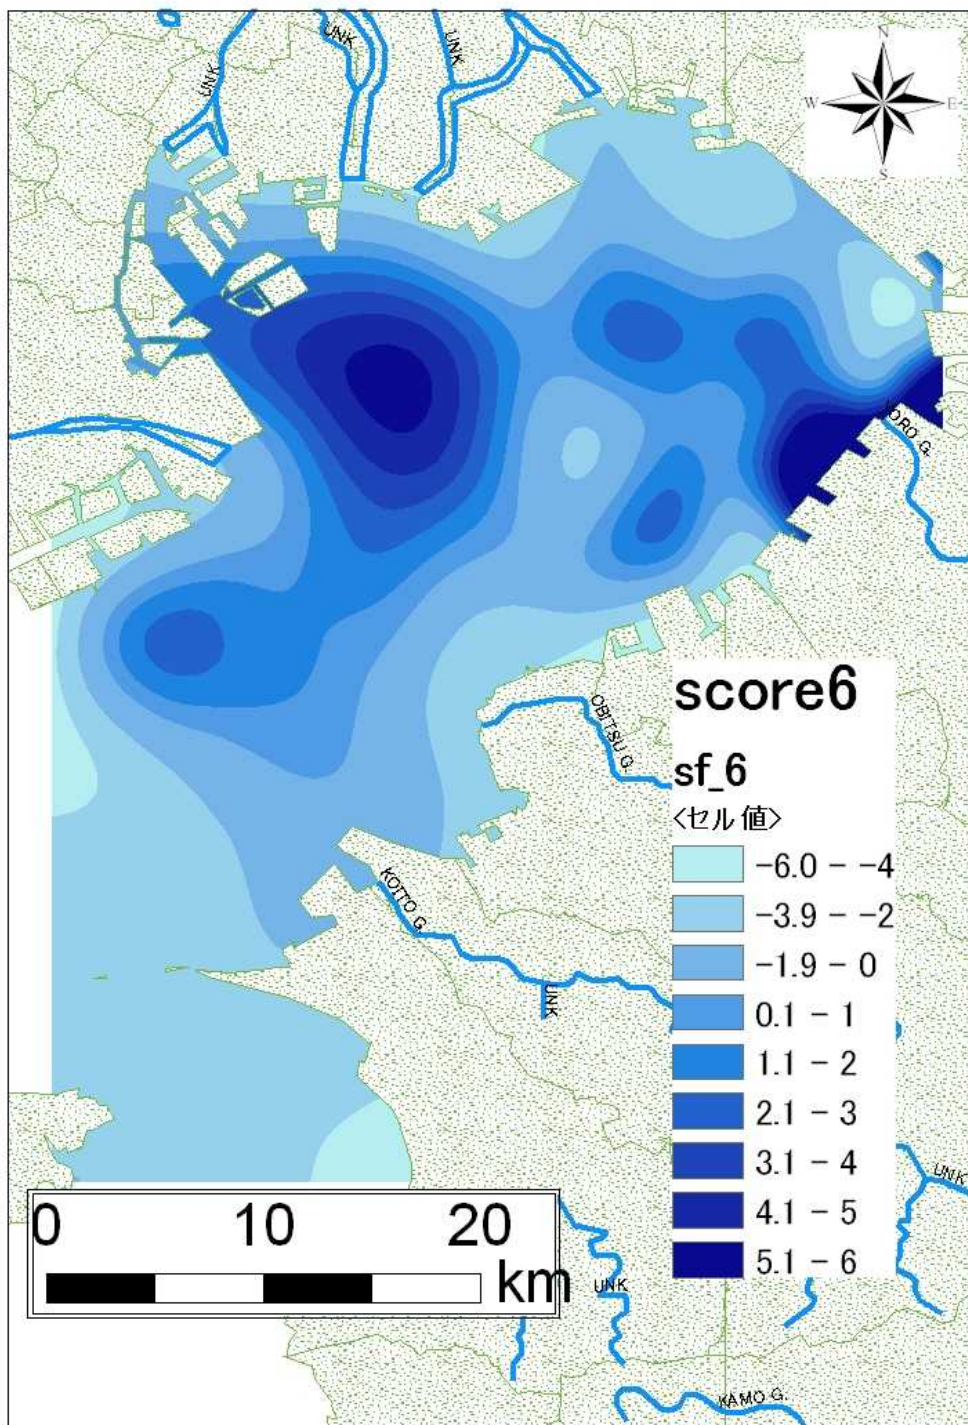 UNK
UNK
UNK
N
W
E
S
YORO G.
score6
OBITSU G.
sf_6
<セル値>
-6.0 - -4
-3.9 - -2
-1.9 - 0
0.1 - 1
1.1 - 2
2.1 - 3
3.1 - 4
4.1 - 5
5.1 - 6
KOITO G.
UNK
UNK
0 10 20
km
UNK
KAMO G.